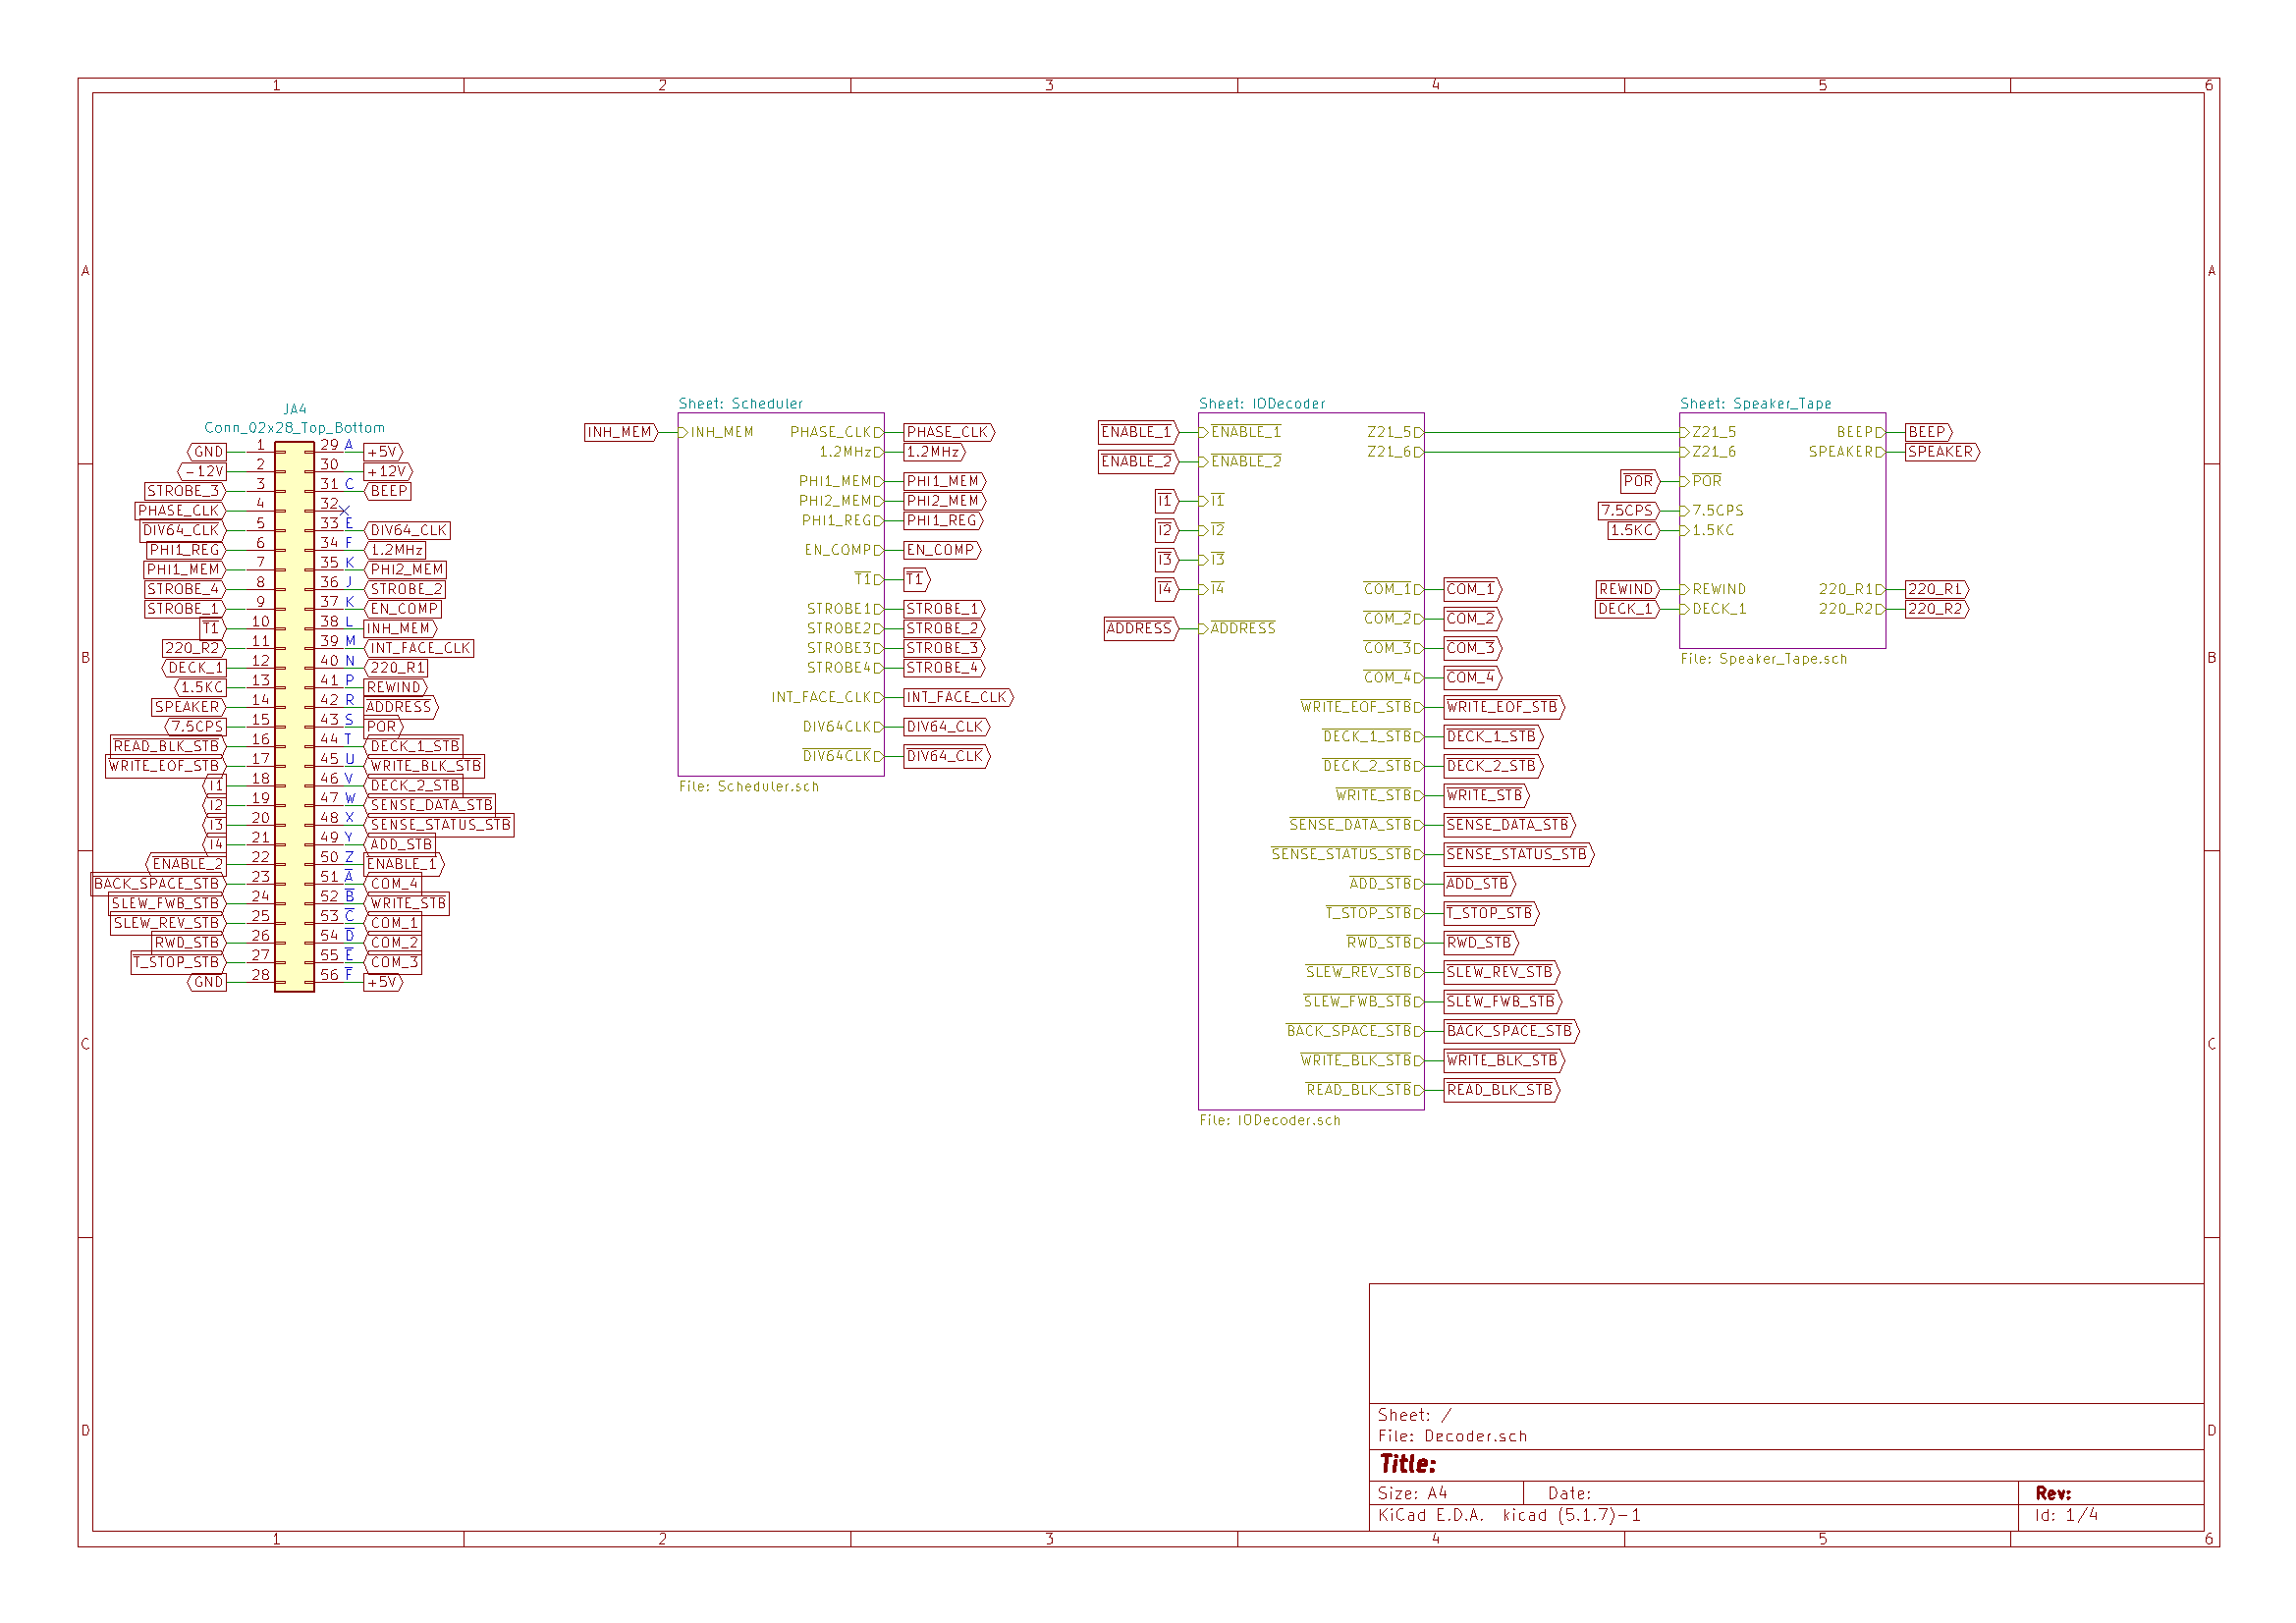 1 2 3 4 5 6
A A
B B
C C
D D
JA4
Conn_02x28_Top_Bottom
GND 1 29 A +5V
-12V 2 30 +12V
STROBE_3 3 31 C BEEP
PHASE_CLK 4 32
DIV64_CLK 5 33 E DIV64_CLK
PHI1_REG 6 34 F 1.2MHz
PHI1_MEM 7 35 K PHI2_MEM
STROBE_4 8 36 J STROBE_2
STROBE_1 9 37 K EN_COMP
T1 10 38 L INH_MEM
220_R2 11 39 M INT_FACE_CLK
DECK_1 12 40 N 220_R1
1.5KC 13 41 P REWIND
SPEAKER 14 42 R ADDRESS
7.5CPS 15 43 S POR
READ_BLK_STB 16 44 T DECK_1_STB
WRITE_EOF_STB 17 45 U WRITE_BLK_STB
I1 18 46 V DECK_2_STB
I2 19 47 W SENSE_DATA_STB
I3 20 48 X SENSE_STATUS_STB
I4 21 49 Y ADD_STB
ENABLE_2 22 50 Z ENABLE_1
BACK_SPACE_STB 23 51 A COM_4
SLEW_FWB_STB 24 52 B WRITE_STB
SLEW_REV_STB 25 53 C COM_1
RWD_STB 26 54 D COM_2
T_STOP_STB 27 55 E COM_3
GND 28 56 F +5V
Sheet: Scheduler
INH_MEM INH_MEM PHASE_CLK PHASE_CLK
1.2MHz 1.2MHz
PHI1_MEM PHI1_MEM
PHI2_MEM PHI2_MEM
PHI1_REG PHI1_REG
EN_COMP EN_COMP
T1 T1
STROBE1 STROBE_1
STROBE2 STROBE_2
STROBE3 STROBE_3
STROBE4 STROBE_4
INT_FACE_CLK INT_FACE_CLK
DIV64CLK DIV64_CLK
DIV64CLK DIV64_CLK
File: Scheduler.sch
Sheet: IODecoder
ENABLE_1 ENABLE_1 Z21_5
Z21_6
ENABLE_2 ENABLE_2
I1 I1
I2 I2
I3 I3
I4 I4 COM_1 COM_1
COM_2 COM_2
ADDRESS ADDRESS
COM_3 COM_3
COM_4 COM_4
WRITE_EOF_STB WRITE_EOF_STB
DECK_1_STB DECK_1_STB
DECK_2_STB DECK_2_STB
WRITE_STB WRITE_STB
SENSE_DATA_STB SENSE_DATA_STB
SENSE_STATUS_STB SENSE_STATUS_STB
ADD_STB ADD_STB
T_STOP_STB T_STOP_STB
RWD_STB RWD_STB
SLEW_REV_STB SLEW_REV_STB
SLEW_FWB_STB SLEW_FWB_STB
BACK_SPACE_STB BACK_SPACE_STB
WRITE_BLK_STB WRITE_BLK_STB
READ_BLK_STB READ_BLK_STB
File: IODecoder.sch
Sheet: Speaker_Tape
Z21_5 BEEP BEEP
Z21_6 SPEAKER SPEAKER
POR POR
7.5CPS 7.5CPS
1.5KC 1.5KC
REWIND REWIND 220_R1 220_R1
DECK_1 DECK_1 220_R2 220_R2
File: Speaker_Tape.sch
Sheet: /
File: Decoder.sch
Title:
Size: A4 Date: Rev:
KiCad E.D.A. kicad (5.1.7)-1 Id: 1/4
1 2 3 4 5 6